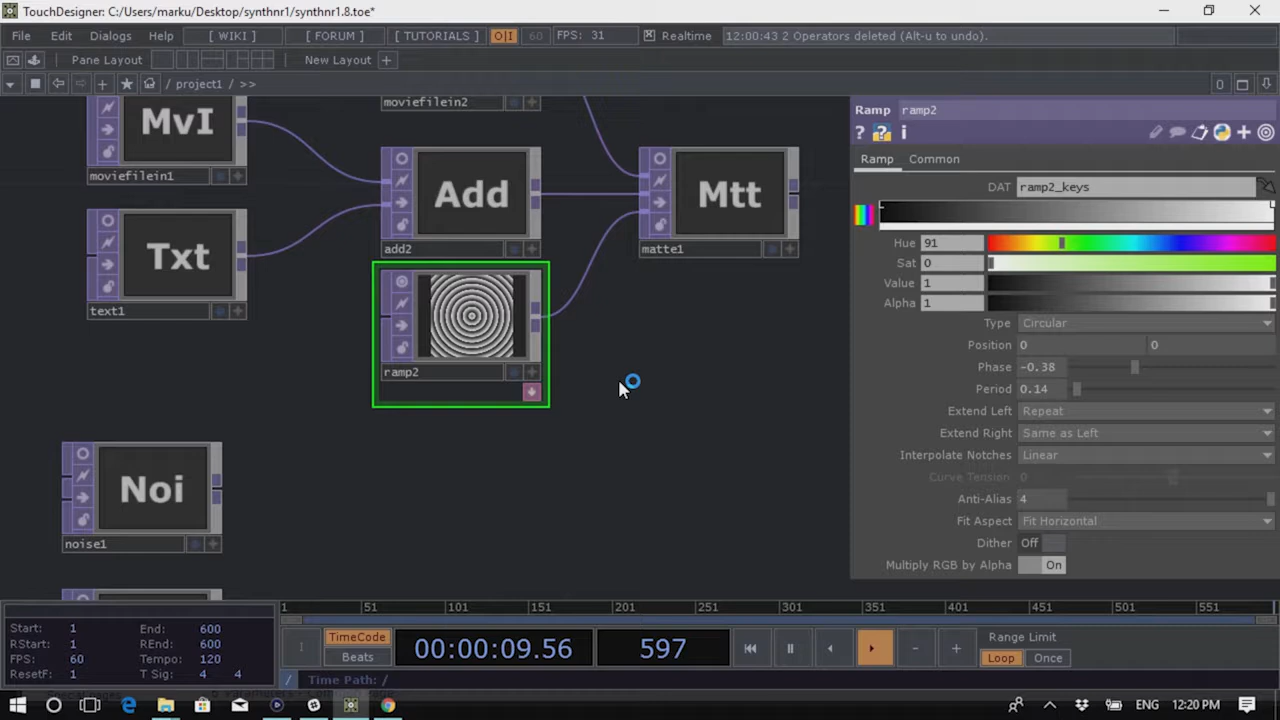 TouchDesigner: C:/Users/marku/Desktop/synthnr1/synthnr1.8.toe*
File Edit Dialogs Help [ WIKI ] [ FORUM ] [ TUTORIALS ] O|I 60 FPS: 31 Realtime 12:00:43 2 Operators deleted (Alt-u to undo).
Pane Layout New Layout +
/ project1 / >> 0
moviefilein2
MvI
moviefilein1
Add
add2
Mtt
matte1
Txt
text1
ramp2
Noi
noise1
Ramp ramp2
? ? i
Ramp Common
DAT ramp2_keys
Hue 91
Sat 0
Value 1
Alpha 1
Type Circular
Position 0 0
Phase -0.38
Period 0.14
Extend Left Repeat
Extend Right Same as Left
Interpolate Notches Linear
Curve Tension 0
Anti-Alias 4
Fit Aspect Fit Horizontal
Dither Off
Multiply RGB by Alpha On
1 51 101 151 201 251 301 351 401 451 501 551
Start: 1 End: 600
RStart: 1 REnd: 600
FPS: 60 Tempo: 120
ResetF: 1 T Sig: 4 4
TimeCode
Beats
00:00:09.56
597
Range Limit
Loop Once
/ Time Path: /
ENG 12:20 PM